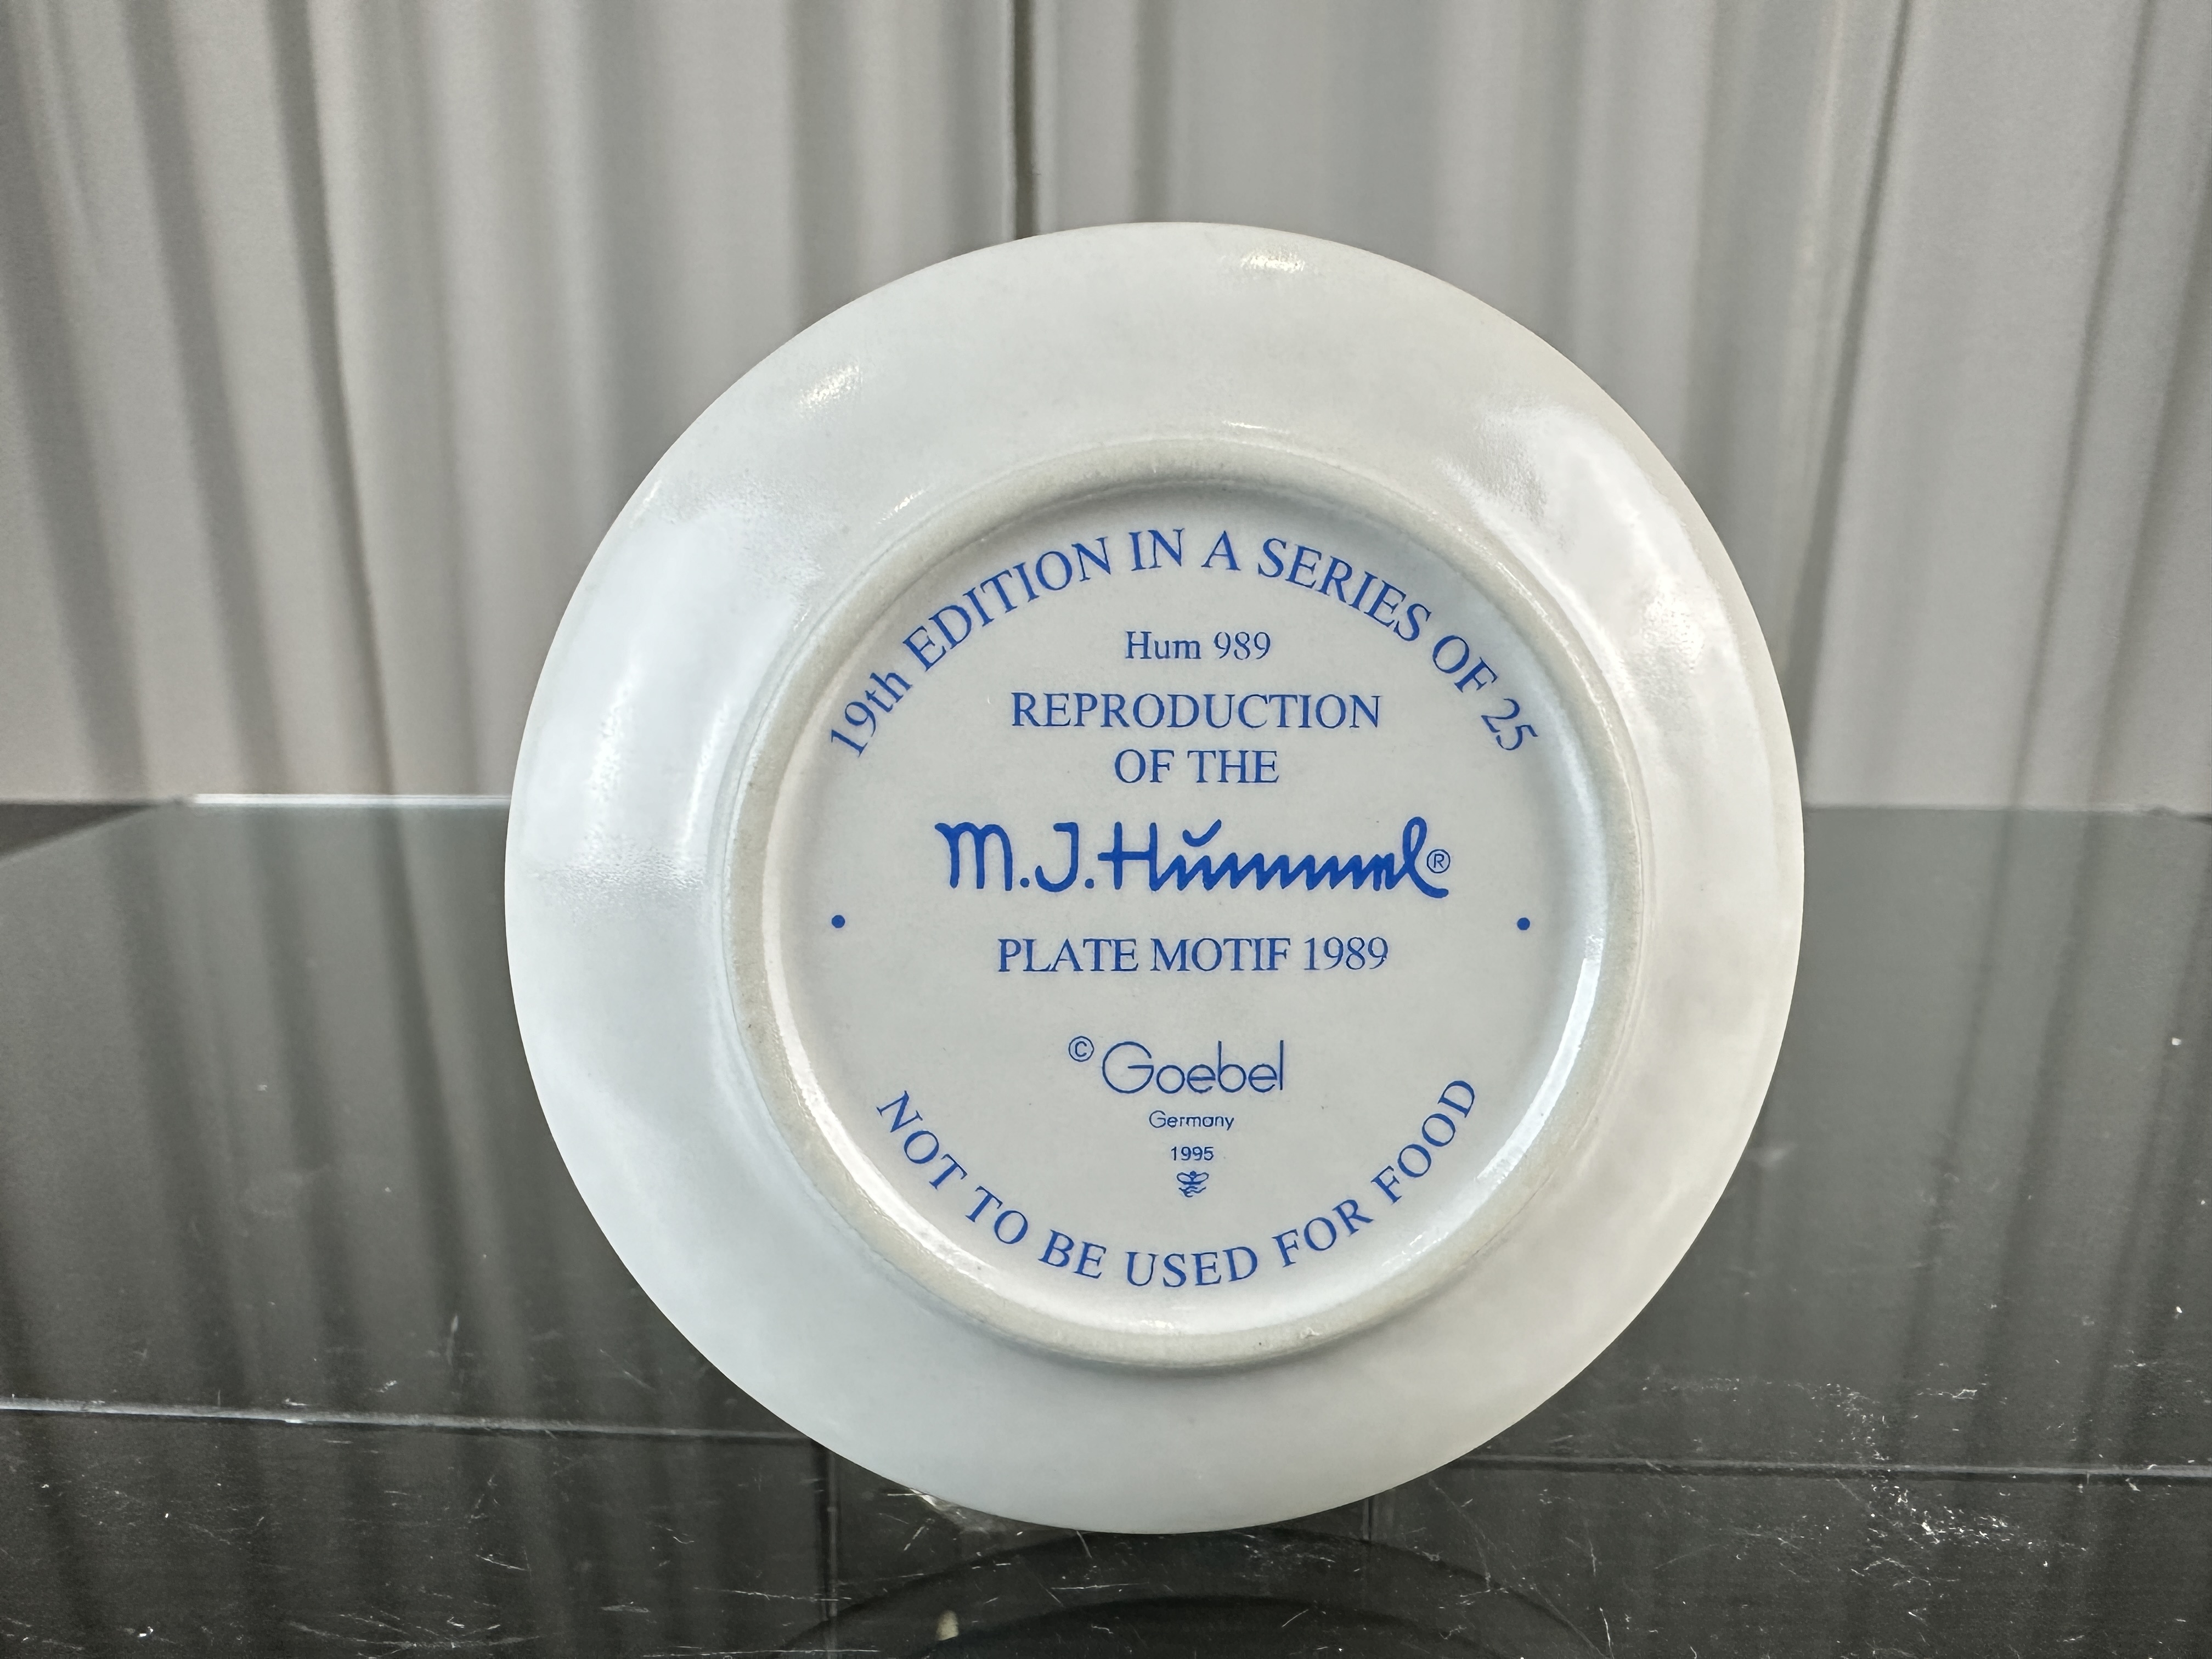 19th EDITION IN A SERIES OF 25
Hum 989
REPRODUCTION
OF THE
M.J.Hummel®
PLATE MOTIF 1989
© Goebel
Germany
1995
NOT TO BE USED FOR FOOD